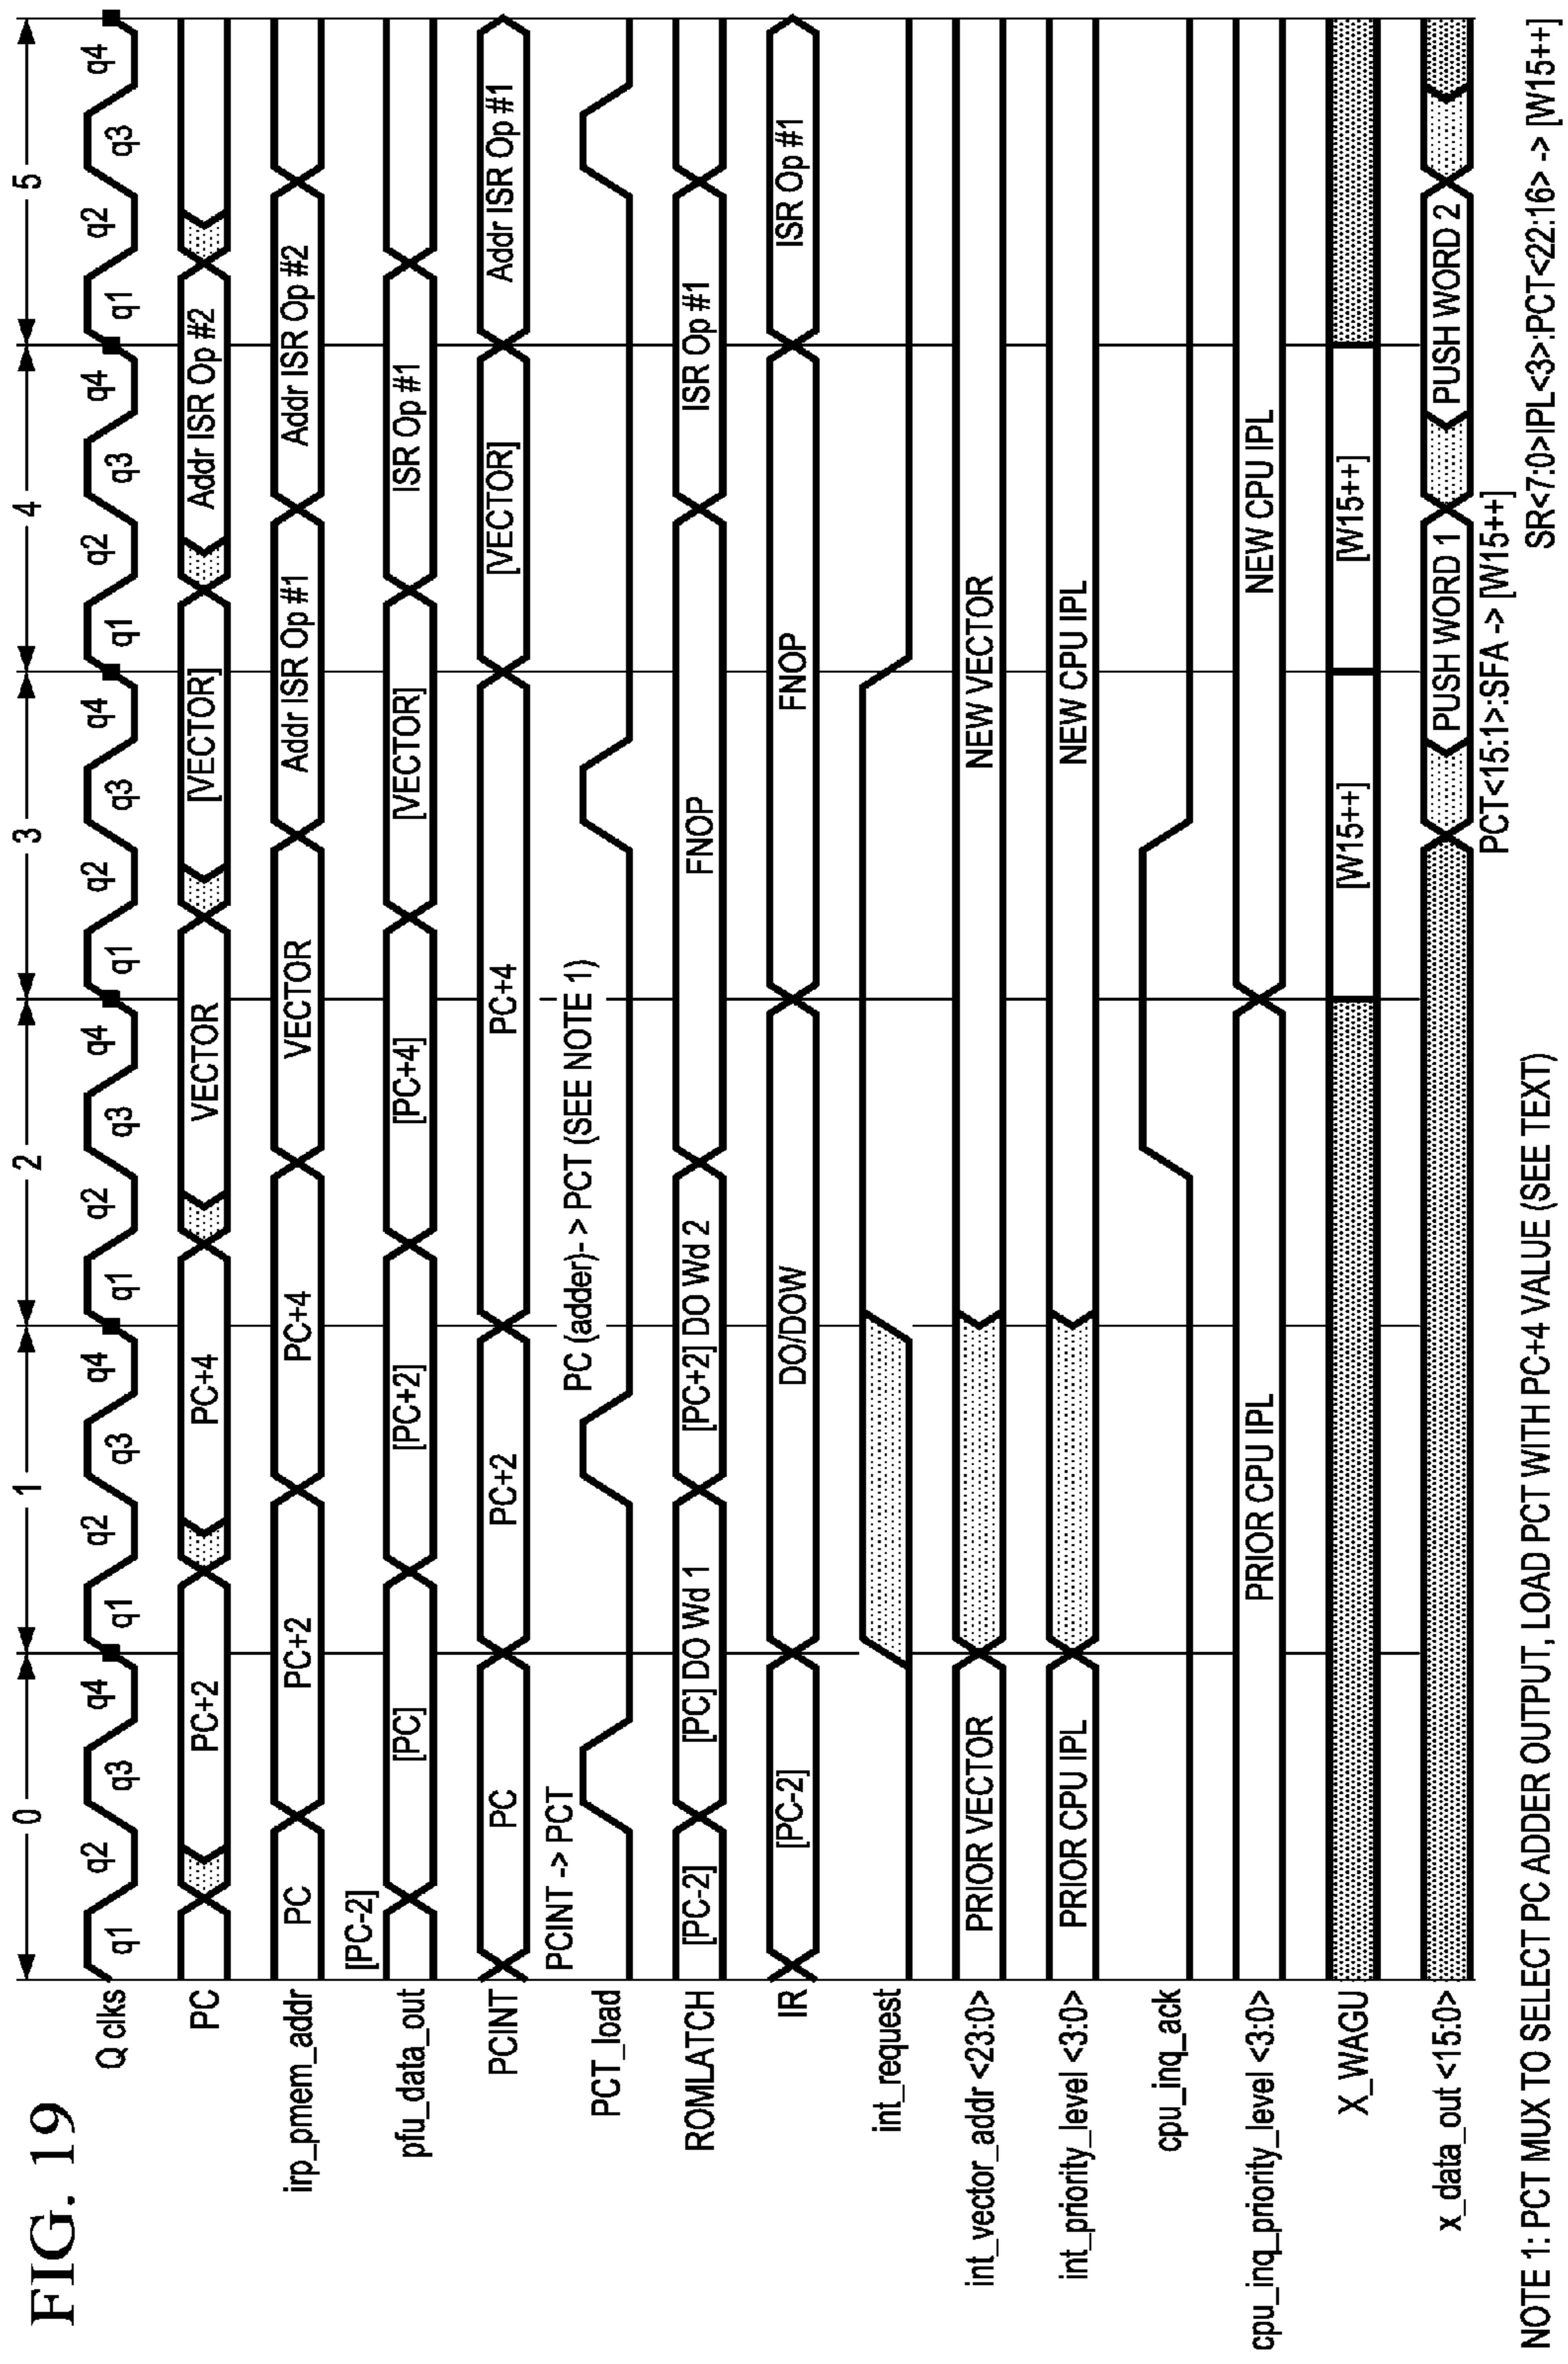 FIG. 19
0 1 2 3 4 5
Q clks q1 q2 q3 q4 q1 q2 q3 q4 q1 q2 q3 q4 q1 q2 q3 q4 q1 q2 q3 q4 q1 q2 q3 q4
PC PC+2 PC+4 VECTOR [VECTOR] Addr ISR Op #2
irp_pmem_addr PC PC+2 PC+4 VECTOR Addr ISR Op #1 Addr ISR Op #2
[PC-2]
pfu_data_out [PC] [PC+2] [PC+4] [VECTOR] ISR Op #1
PCINT PC PC+2 PC+4 [VECTOR] Addr ISR Op #1
PCINT -> PCT PC (adder)- > PCT (SEE NOTE 1)
PCT_load
ROMLATCH [PC-2] [PC] DO Wd 1 [PC+2] DO Wd 2 FNOP ISR Op #1
IR [PC-2] DO/DOW FNOP ISR Op #1
int_request
int_vector_addr <23:0> PRIOR VECTOR NEW VECTOR
int_priority_level <3:0> PRIOR CPU IPL NEW CPU IPL
cpu_inq_ack
cpu_inq_priority_level <3:0> PRIOR CPU IPL NEW CPU IPL
X_WAGU [W15++] [W15++]
x_data_out <15:0> PUSH WORD 1 PUSH WORD 2
PCT<15:1>:SFA -> [W15++]
SR<7:0>IPL<3>:PCT<22:16> -> [W15++]
NOTE 1: PCT MUX TO SELECT PC ADDER OUTPUT, LOAD PCT WITH PC+4 VALUE (SEE TEXT)